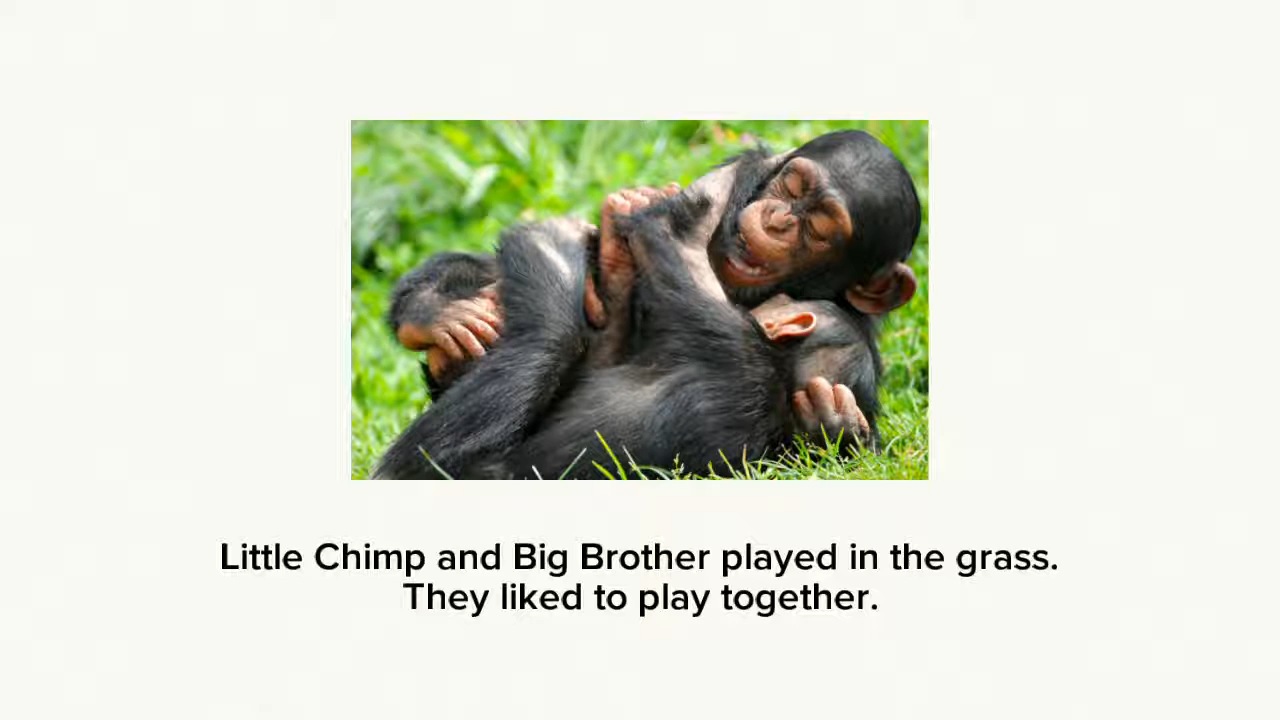 Little Chimp and Big Brother played in the grass.
They liked to play together.